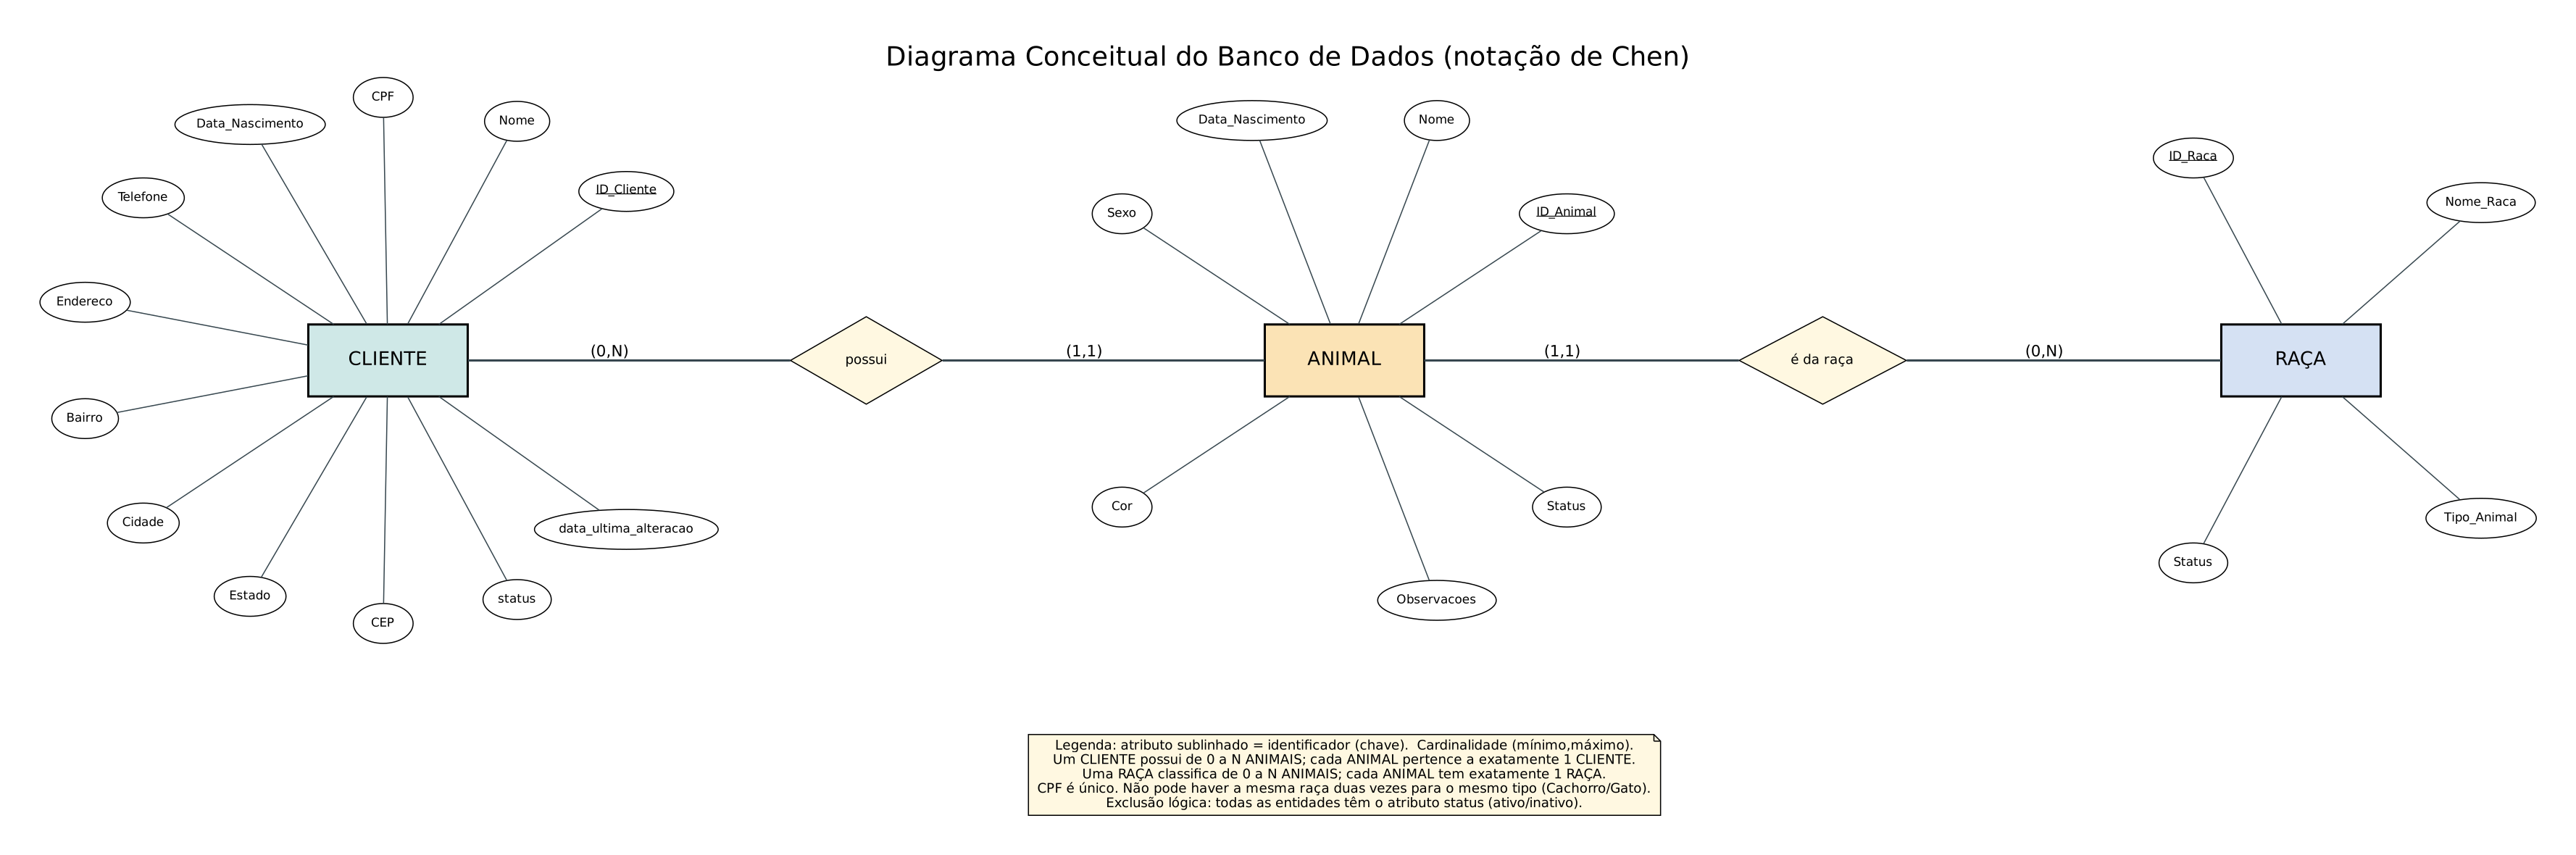 Diagrama Conceitual do Banco de Dados (notação de Chen)
CPF
Data_Nascimento
Nome
Telefone
ID_Cliente
Endereco
CLIENTE
Bairro
Cidade
Estado
CEP
status
data_ultima_alteracao
(0,N)
possui
(1,1)
Data_Nascimento
Nome
Sexo
ID_Animal
ANIMAL
Cor
Status
Observacoes
(1,1)
é da raça
(0,N)
ID_Raca
Nome_Raca
RAÇA
Tipo_Animal
Status
Legenda: atributo sublinhado = identificador (chave).  Cardinalidade (mínimo,máximo).
Um CLIENTE possui de 0 a N ANIMAIS; cada ANIMAL pertence a exatamente 1 CLIENTE.
Uma RAÇA classifica de 0 a N ANIMAIS; cada ANIMAL tem exatamente 1 RAÇA.
CPF é único. Não pode haver a mesma raça duas vezes para o mesmo tipo (Cachorro/Gato).
Exclusão lógica: todas as entidades têm o atributo status (ativo/inativo).